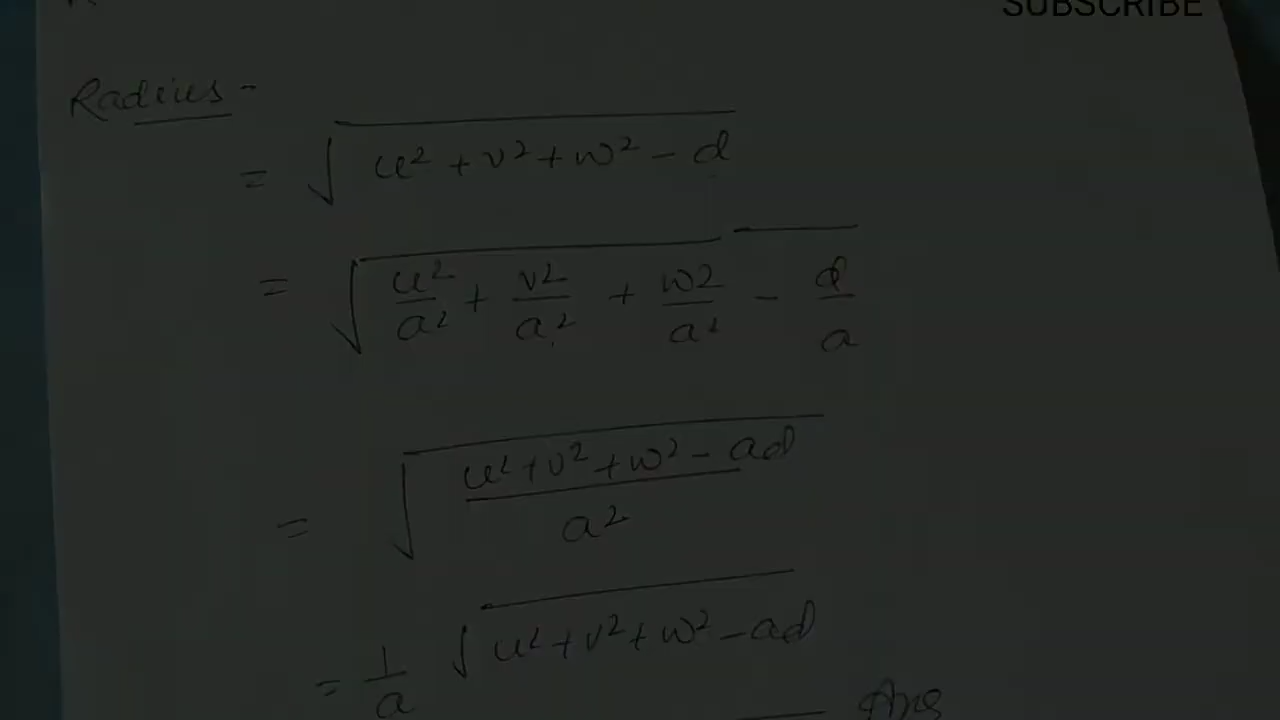 SUBSCRIBE
Radius -
= √(u² + v² + w² - d)
= √(u²/a² + v²/a² + w²/a² - d/a)
= √((u² + v² + w² - ad)/a²)
= 1/a √(u² + v² + w² - ad)
Ans